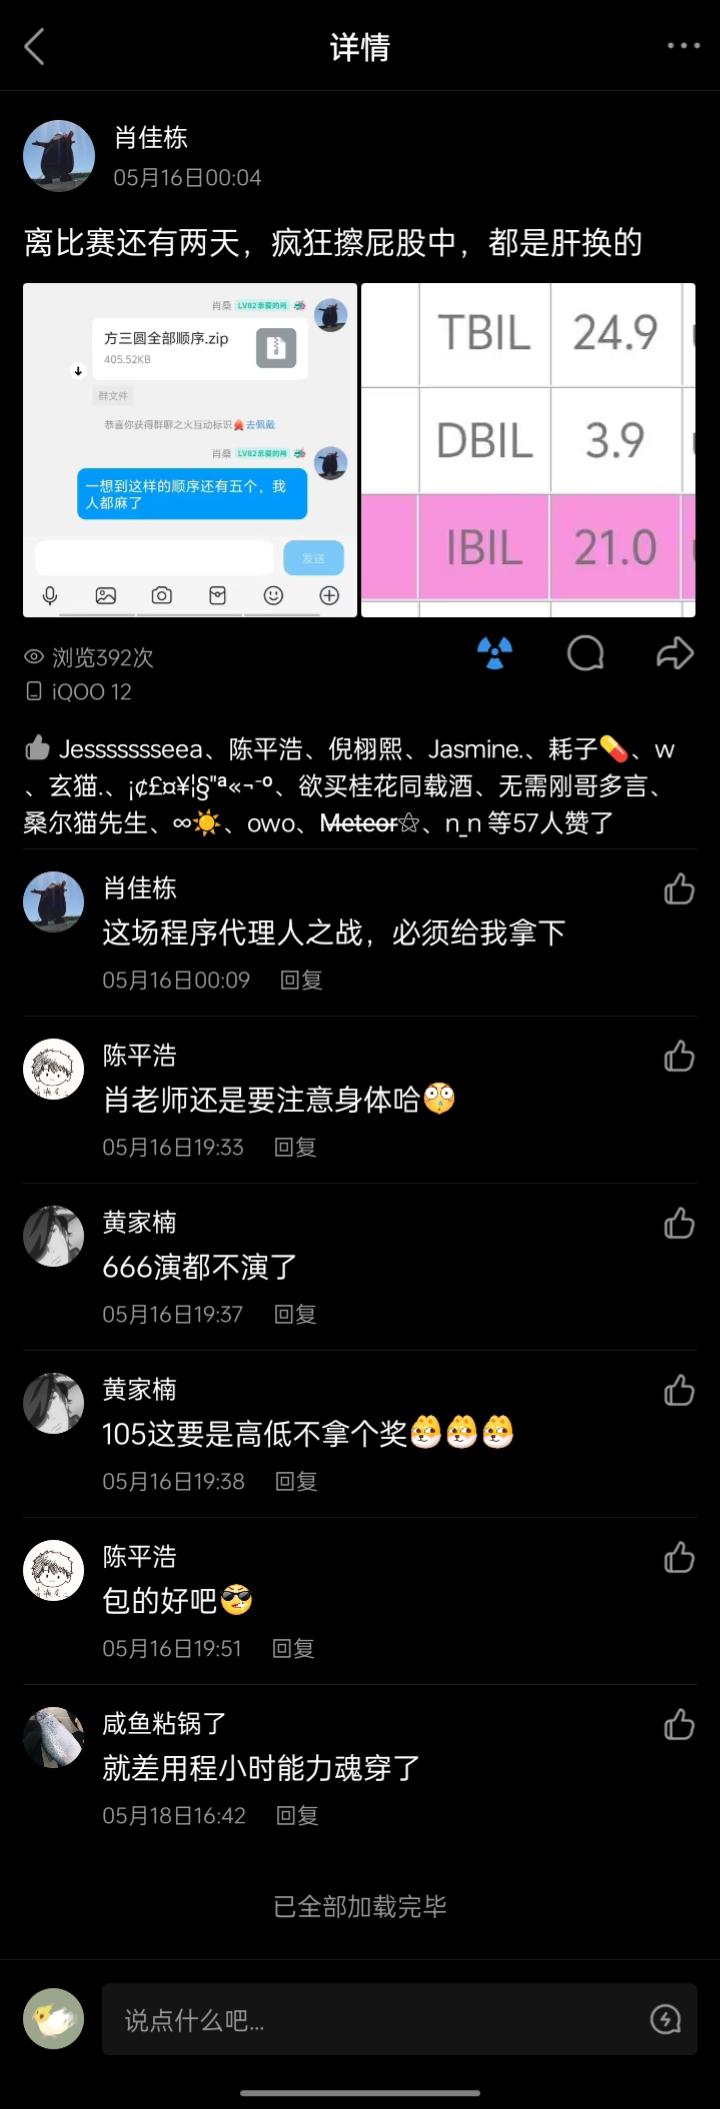 详情
肖佳栋
05月16日00:04
离比赛还有两天，疯狂擦屁股中，都是肝换的
肖桑 LV82亲爱的肖
方三圆全部顺序.zip
405.52KB
群文件
恭喜你获得群聊之火互动标识🔥去佩戴
肖桑 LV82亲爱的肖
一想到这样的顺序还有五个，我
人都麻了
发送
TBIL 24.9
DBIL 3.9
IBIL 21.0
浏览392次
iQOO 12
Jessssssseea、陈平浩、倪栩熙、Jasmine.、耗子💊、w
、玄猫.、¡¢£¤¥¦§¨ª«¬¯º、欲买桂花同载酒、无需刚哥多言、
桑尔猫先生、∞☀️、owo、M̶e̶t̶e̶o̶r̶☆、n_n 等57人赞了
肖佳栋
这场程序代理人之战，必须给我拿下
05月16日00:09 回复
陈平浩
肖老师还是要注意身体哈😳
05月16日19:33 回复
黄家楠
666演都不演了
05月16日19:37 回复
黄家楠
105这要是高低不拿个奖🐶🐶🐶
05月16日19:38 回复
陈平浩
包的好吧😎
05月16日19:51 回复
咸鱼粘锅了
就差用程小时能力魂穿了
05月18日16:42 回复
已全部加载完毕
说点什么吧...